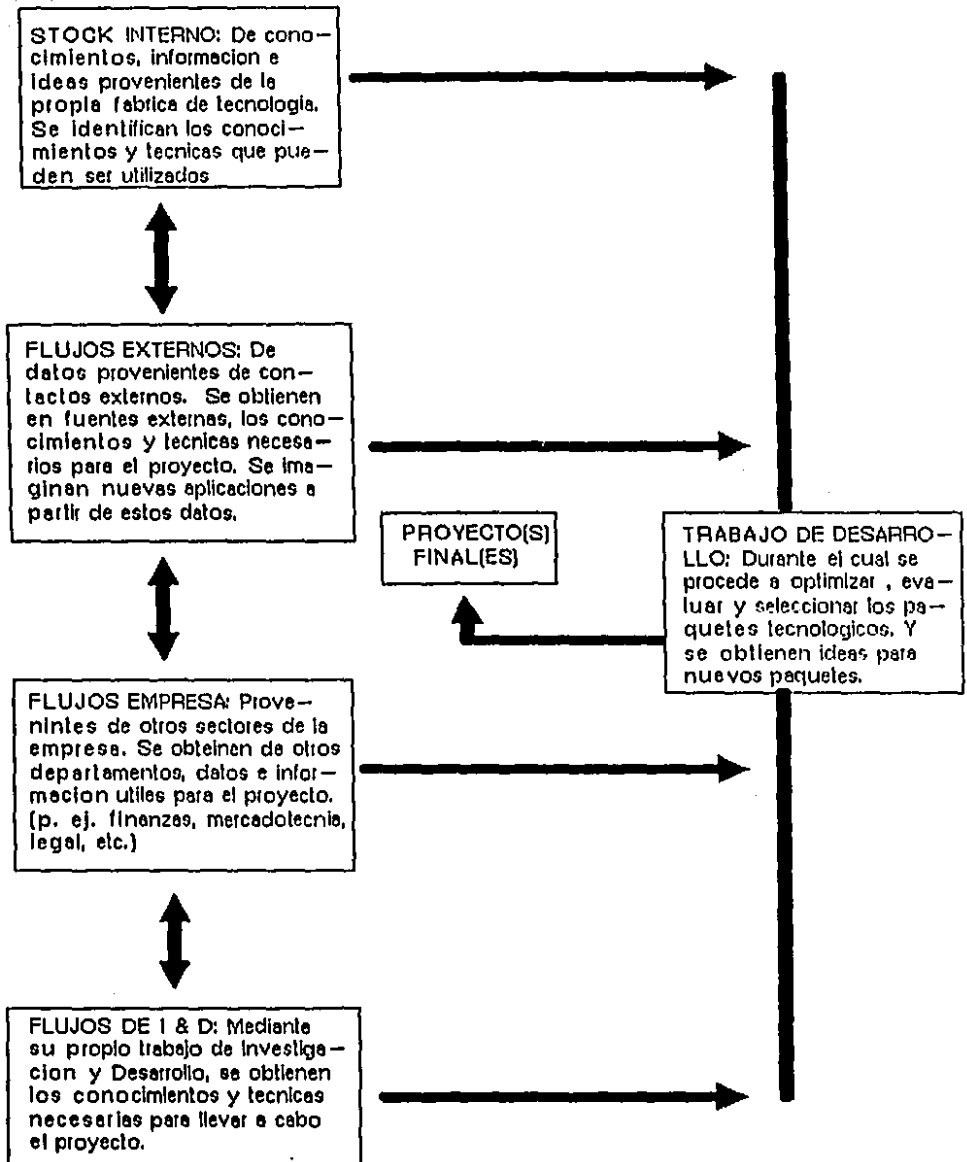 STOCK INTERNO: De cono-
cimientos, informacion e
ideas provenientes de la
propia fabrica de tecnología.
Se identifican los conoci-
mientos y tecnicas que pue-
den ser utilizados
FLUJOS EXTERNOS: De
datos provenientes de con-
tactos externos. Se obtienen
en fuentes externas, los cono-
cimientos y tecnicas necesa-
rios para el proyecto. Se ima-
ginan nuevas aplicaciones a
partir de estos datos.
PROYECTO(S)
FINAL(ES)
TRABAJO DE DESARRO-
LLO: Durante el cual se
procede a optimizar , eva-
luar y seleccionar los pa-
quetes tecnologicos. Y
se obtienen ideas para
nuevos paquetes.
FLUJOS EMPRESA: Prove-
nintes de otros sectores de la
empresa. Se obteinen de otros
departamentos, datos e infor-
macion utiles para el proyecto.
(p. ej. finanzas, mercadotecnia,
legal, etc.)
FLUJOS DE I & D: Mediante
su propio trabajo de Investiga-
cion y Desarrollo, se obtienen
los conocimientos y tecnicas
necesarias para llevar a cabo
el proyecto.